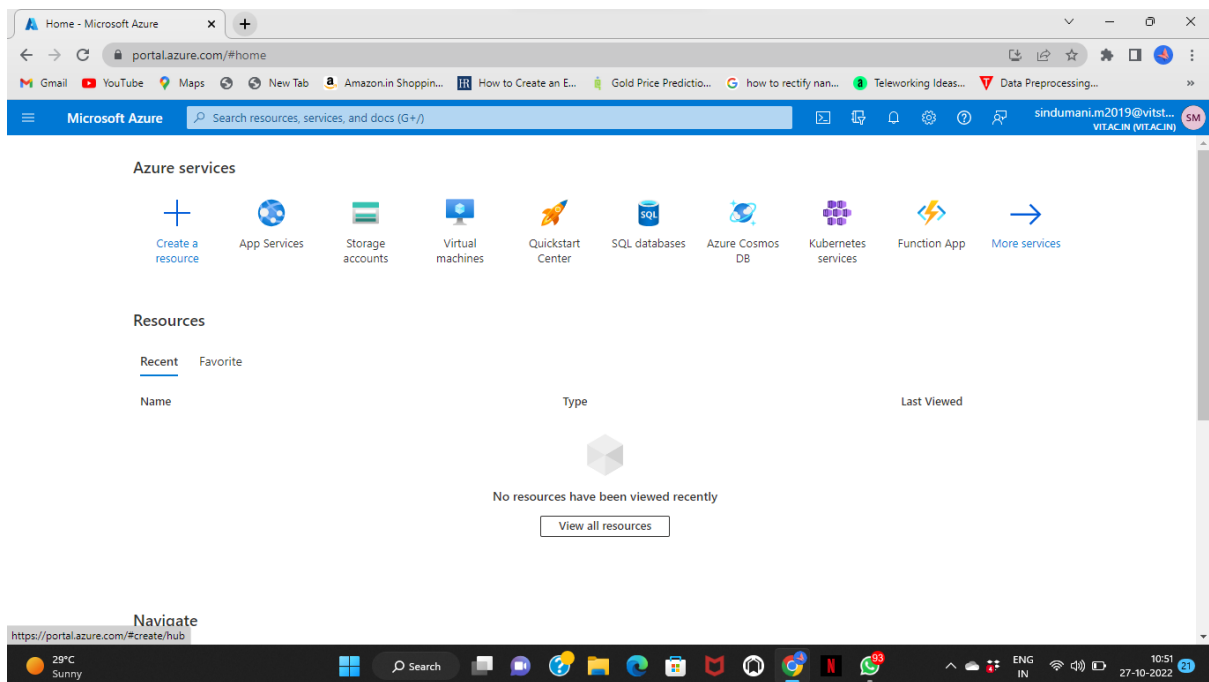 Home - Microsoft Azure
portal.azure.com/#home
Gmail YouTube Maps New Tab Amazon.in Shoppin... How to Create an E... Gold Price Predictio... how to rectify nan... Teleworking Ideas... Data Preprocessing... »
Microsoft Azure Search resources, services, and docs (G+/) sindumani.m2019@vitst... SM
VIT.AC.IN (VIT.AC.IN)
Azure services
Create a resource
App Services
Storage accounts
Virtual machines
Quickstart Center
SQL
SQL databases
Azure Cosmos DB
Kubernetes services
Function App
More services
Resources
Recent Favorite
Name Type Last Viewed
No resources have been viewed recently
View all resources
Navigate
https://portal.azure.com/#create/hub
29°C
Sunny
Search
93
ENG
IN
10:51
27-10-2022
21